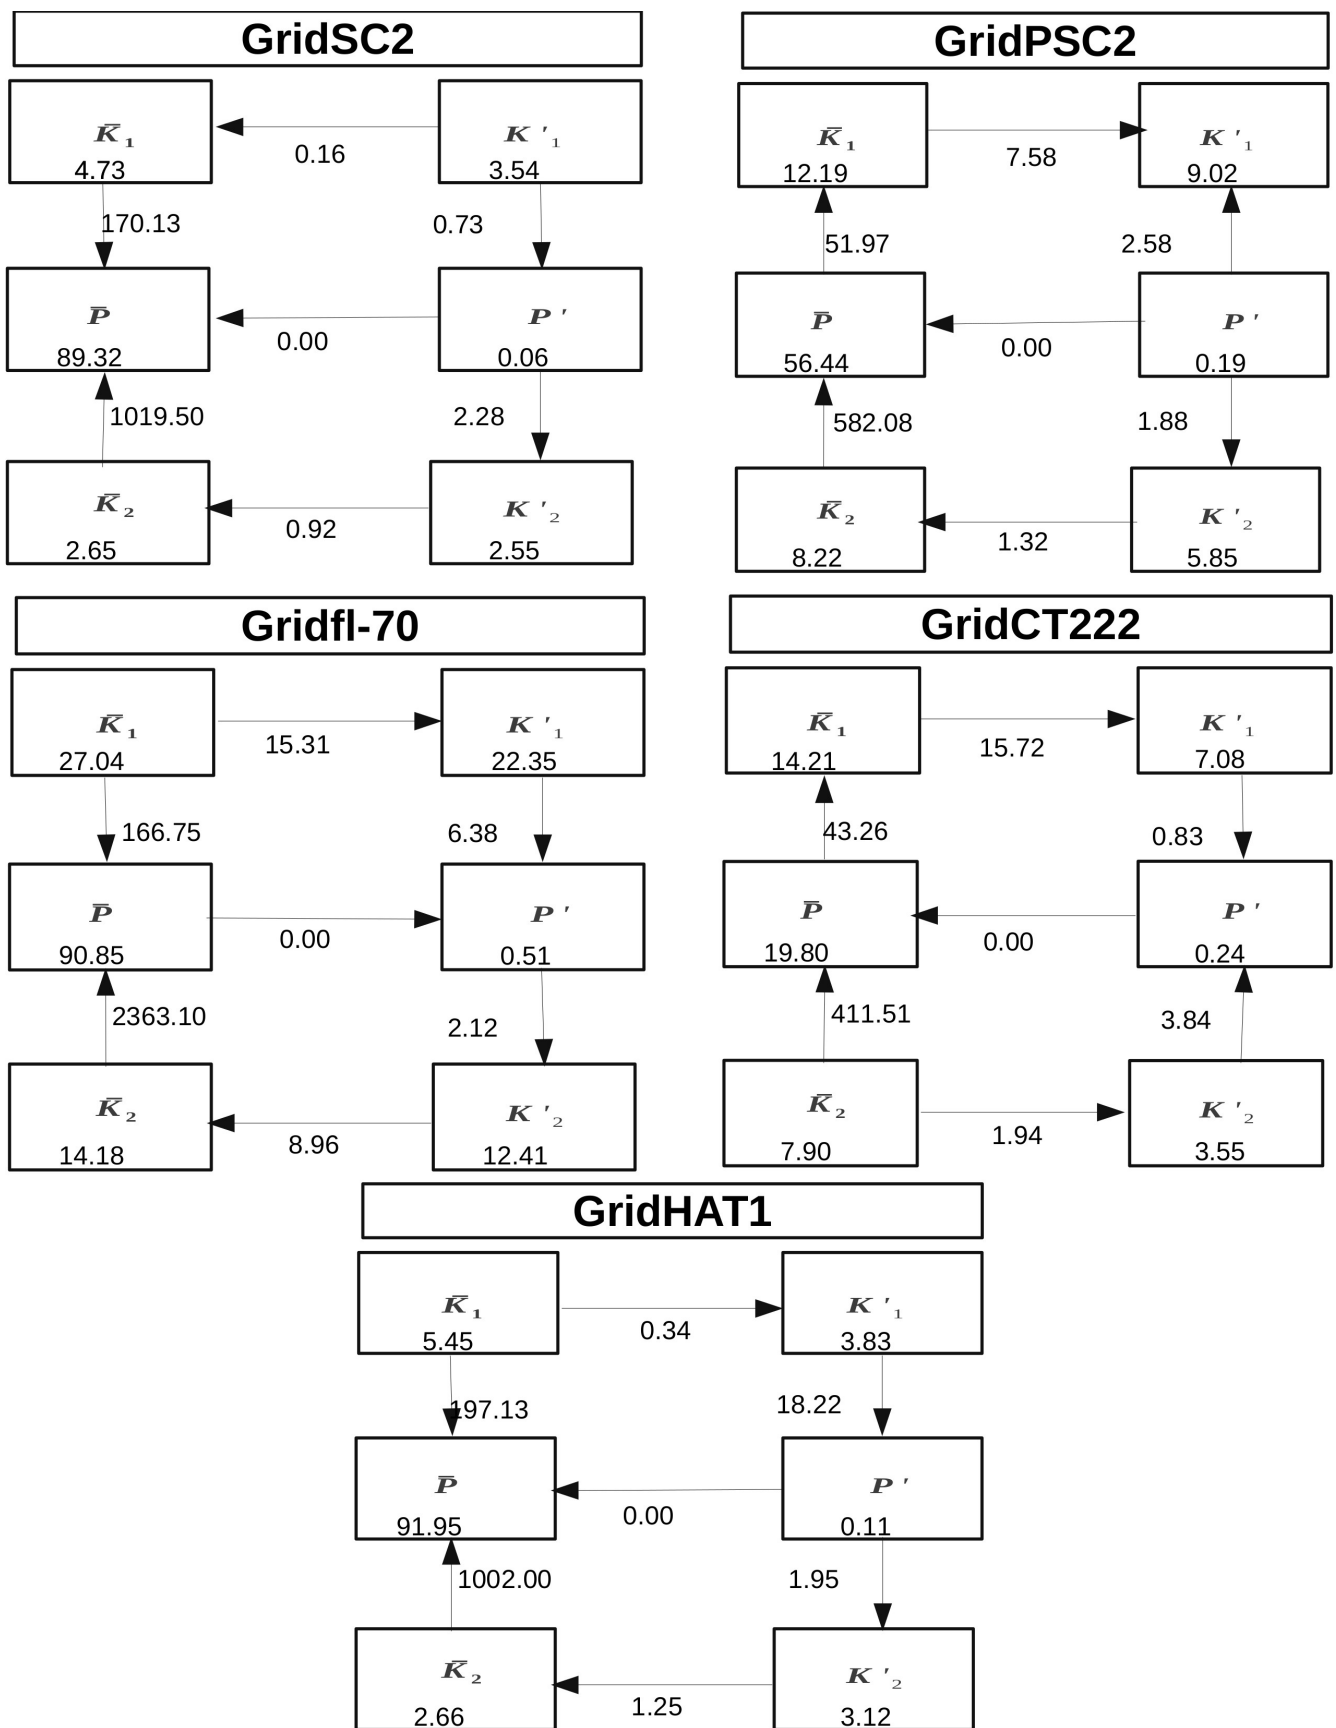 GridSC2
K̄₁
4.73
0.16
K'₁
3.54
170.13
0.73
P̄
89.32
0.00
P'
0.06
1019.50
2.28
K̄₂
2.65
0.92
K'₂
2.55
GridPSC2
K̄₁
12.19
7.58
K'₁
9.02
51.97
2.58
P̄
56.44
0.00
P'
0.19
582.08
1.88
K̄₂
8.22
1.32
K'₂
5.85
Gridfl-70
K̄₁
27.04
15.31
K'₁
22.35
166.75
6.38
P̄
90.85
0.00
P'
0.51
2363.10
2.12
K̄₂
14.18
8.96
K'₂
12.41
GridCT222
K̄₁
14.21
15.72
K'₁
7.08
43.26
0.83
P̄
19.80
0.00
P'
0.24
411.51
3.84
K̄₂
7.90
1.94
K'₂
3.55
GridHAT1
K̄₁
5.45
0.34
K'₁
3.83
197.13
18.22
P̄
91.95
0.00
P'
0.11
1002.00
1.95
K̄₂
2.66
1.25
K'₂
3.12